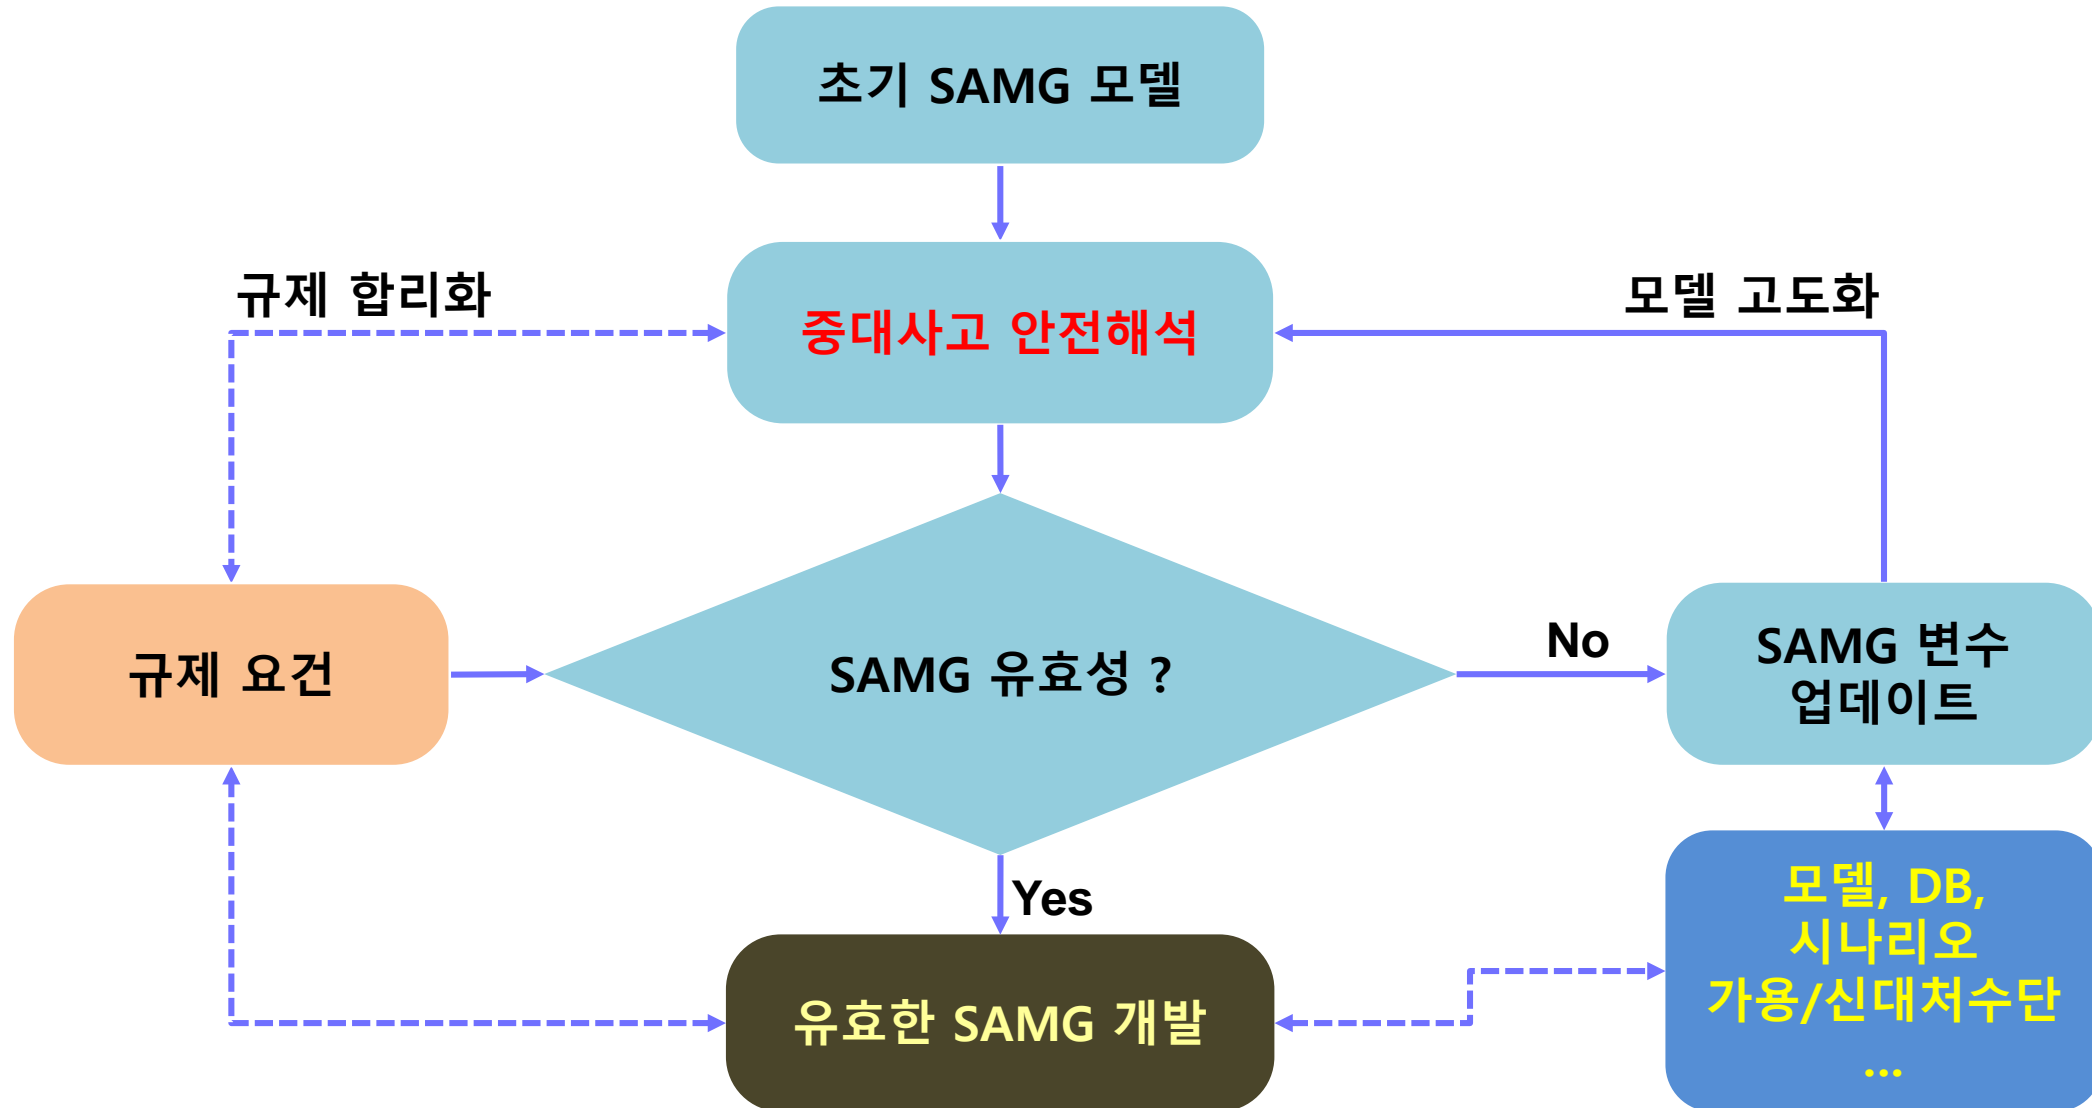 초기 SAMG 모델
규제 합리화
모델 고도화
중대사고 안전해석
규제 요건
SAMG 유효성 ?
No
SAMG 변수
업데이트
Yes
모델, DB,
시나리오
가용/신대처수단
...
유효한 SAMG 개발